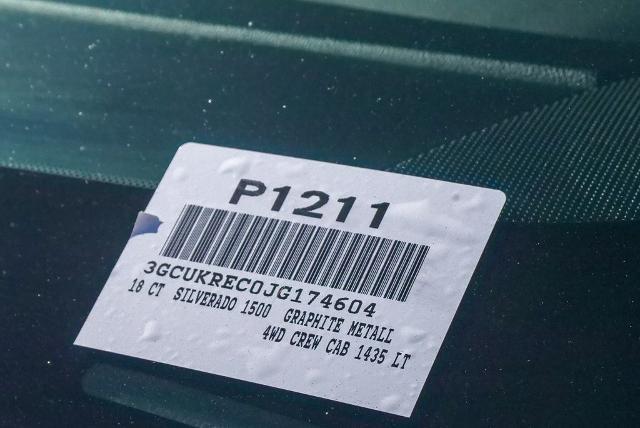 P1211
3GCUKREC0JG174604
18 CT SILVERADO 1500 GRAPHITE METALL
4WD CREW CAB 1435 LT